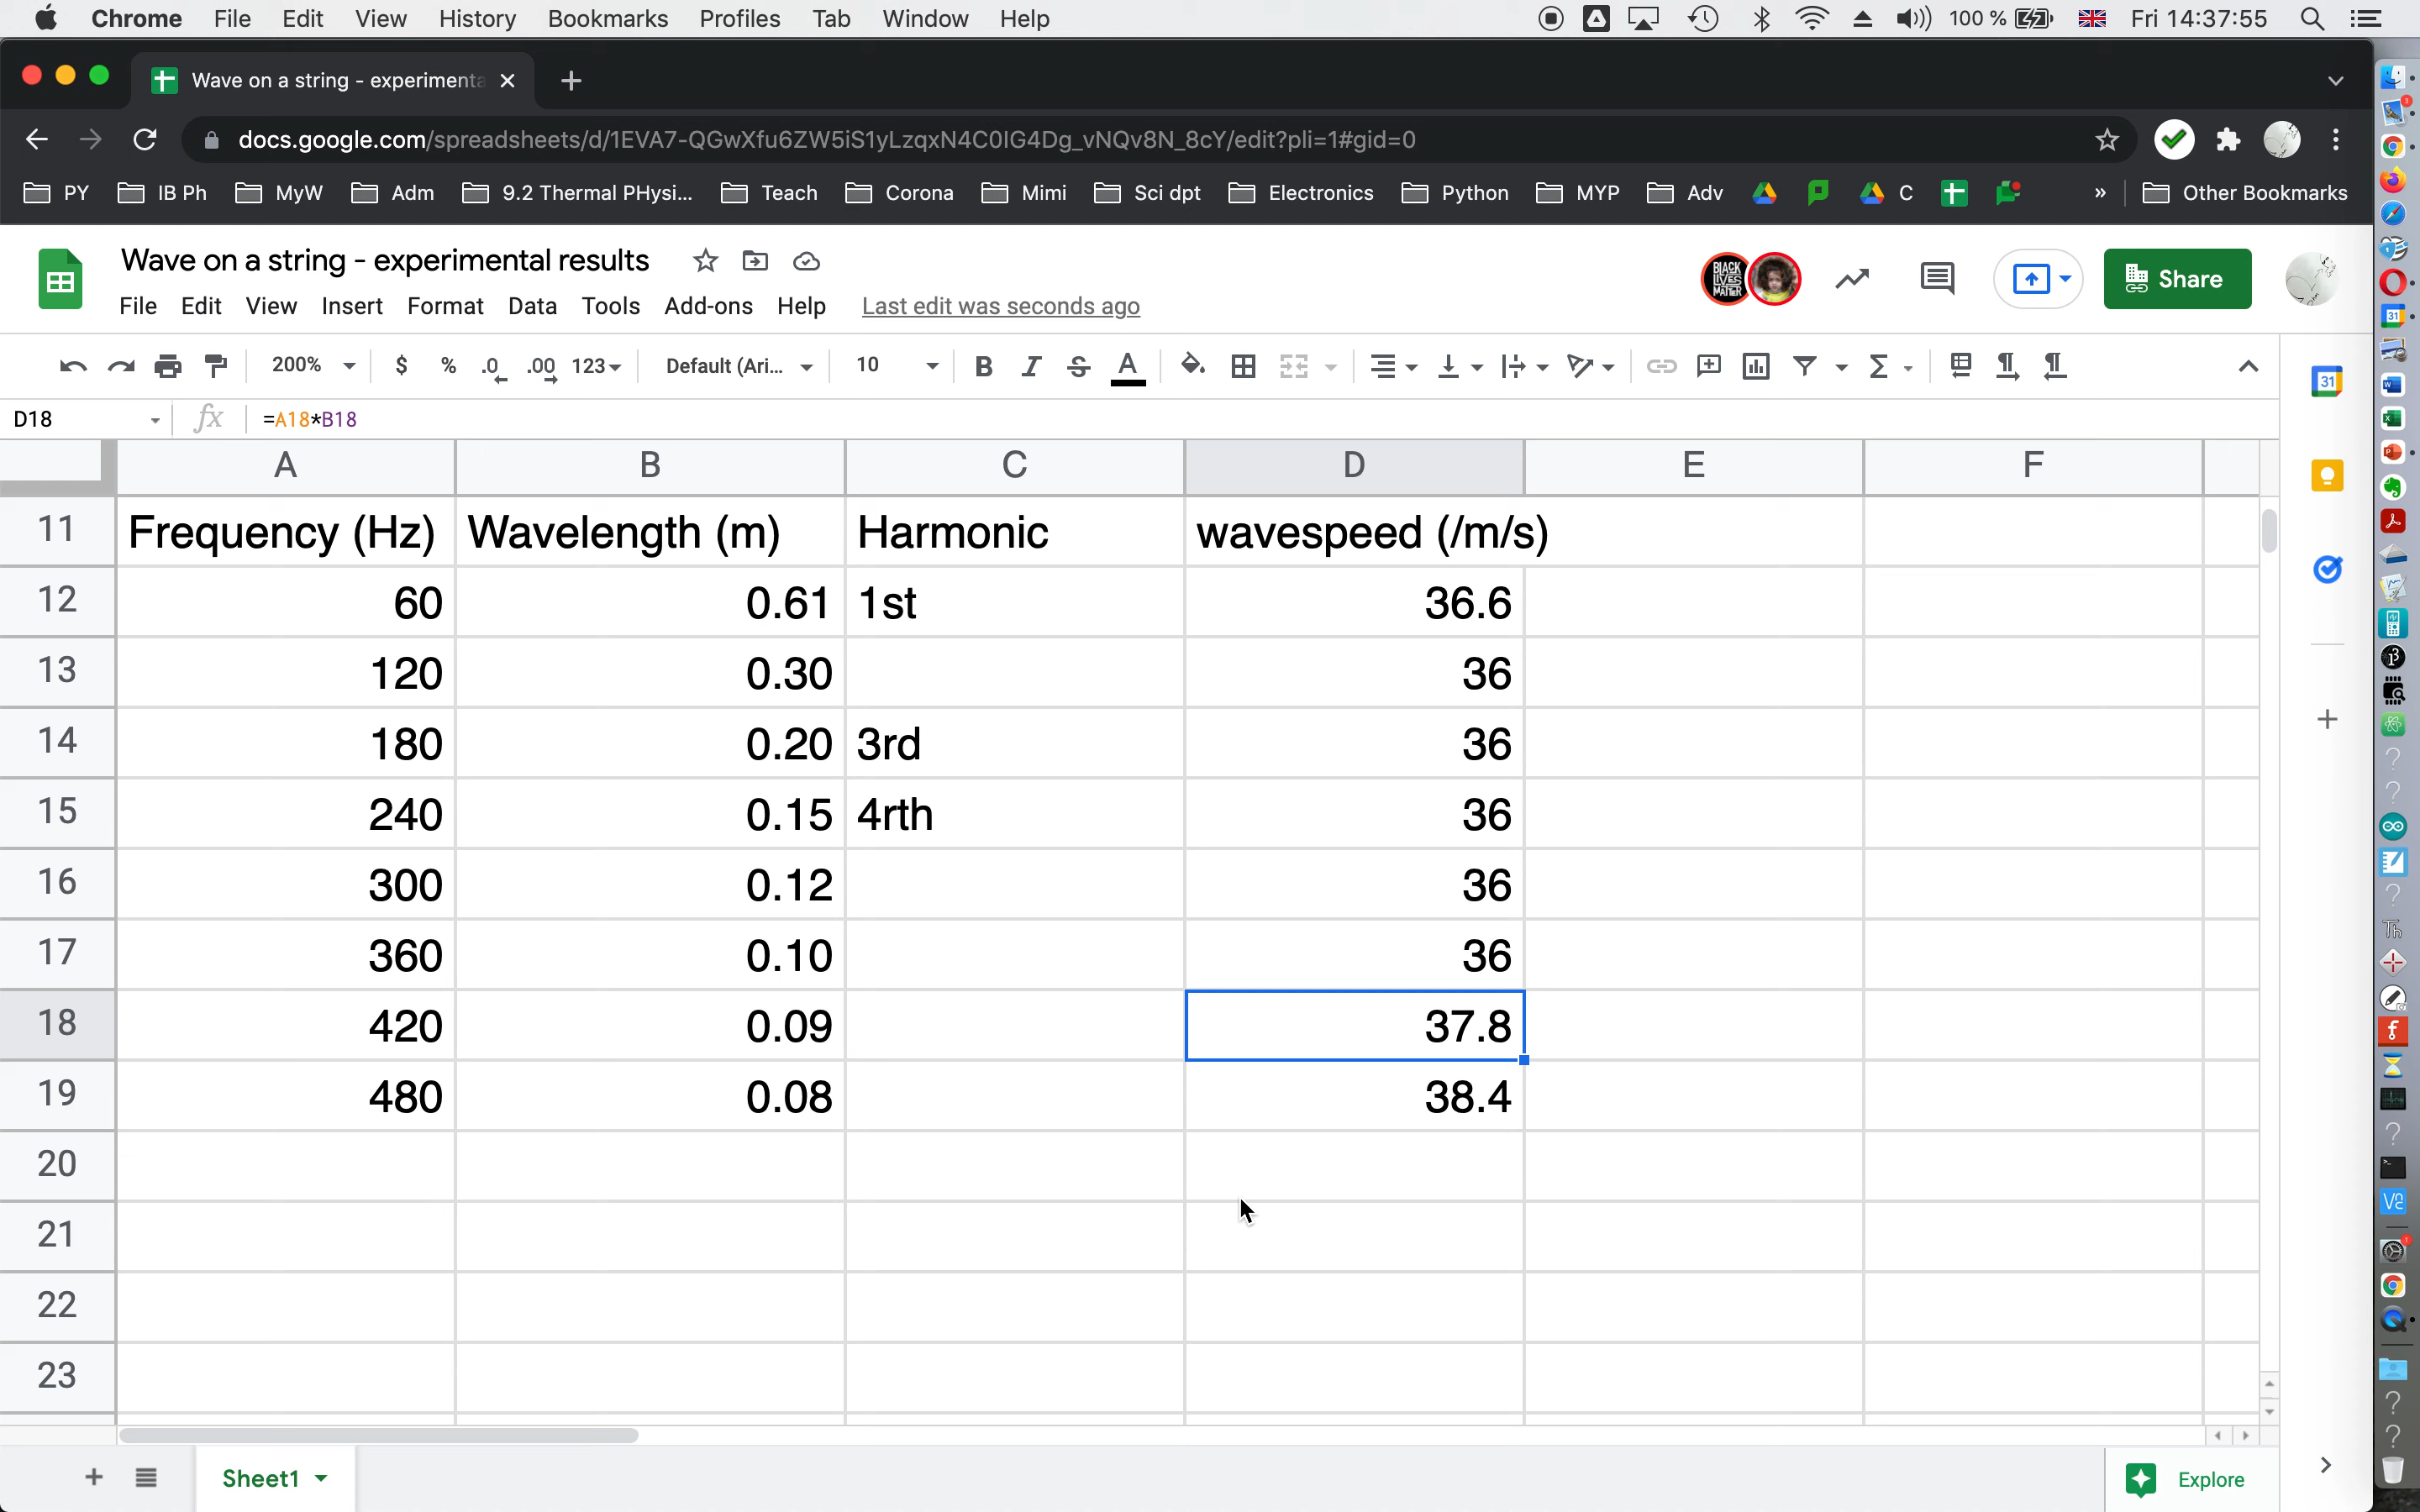 Chrome File Edit View History Bookmarks Profiles Tab Window Help 100 % Fri 14:37:55
Wave on a string - experimenta
docs.google.com/spreadsheets/d/1EVA7-QGwXfu6ZW5iS1yLzqxN4C0IG4Dg_vNQv8N_8cY/edit?pli=1#gid=0
PY IB Ph MyW Adm 9.2 Thermal PHysi... Teach Corona Mimi Sci dpt Electronics Python MYP Adv C » Other Bookmarks
Wave on a string - experimental results
BLACK LIVES MATTER
Share
File Edit View Insert Format Data Tools Add-ons Help Last edit was seconds ago
200% $ % .0 .00 123 Default (Ari... 10 B I S A
31
D18 fx =A18*B18
A B C D E F
11 Frequency (Hz) Wavelength (m) Harmonic wavespeed (/m/s)
12 60 0.61 1st 36.6
13 120 0.30 36
14 180 0.20 3rd 36
15 240 0.15 4rth 36
16 300 0.12 36
17 360 0.10 36
18 420 0.09 37.8
19 480 0.08 38.4
20
21
22
23
Sheet1
Explore